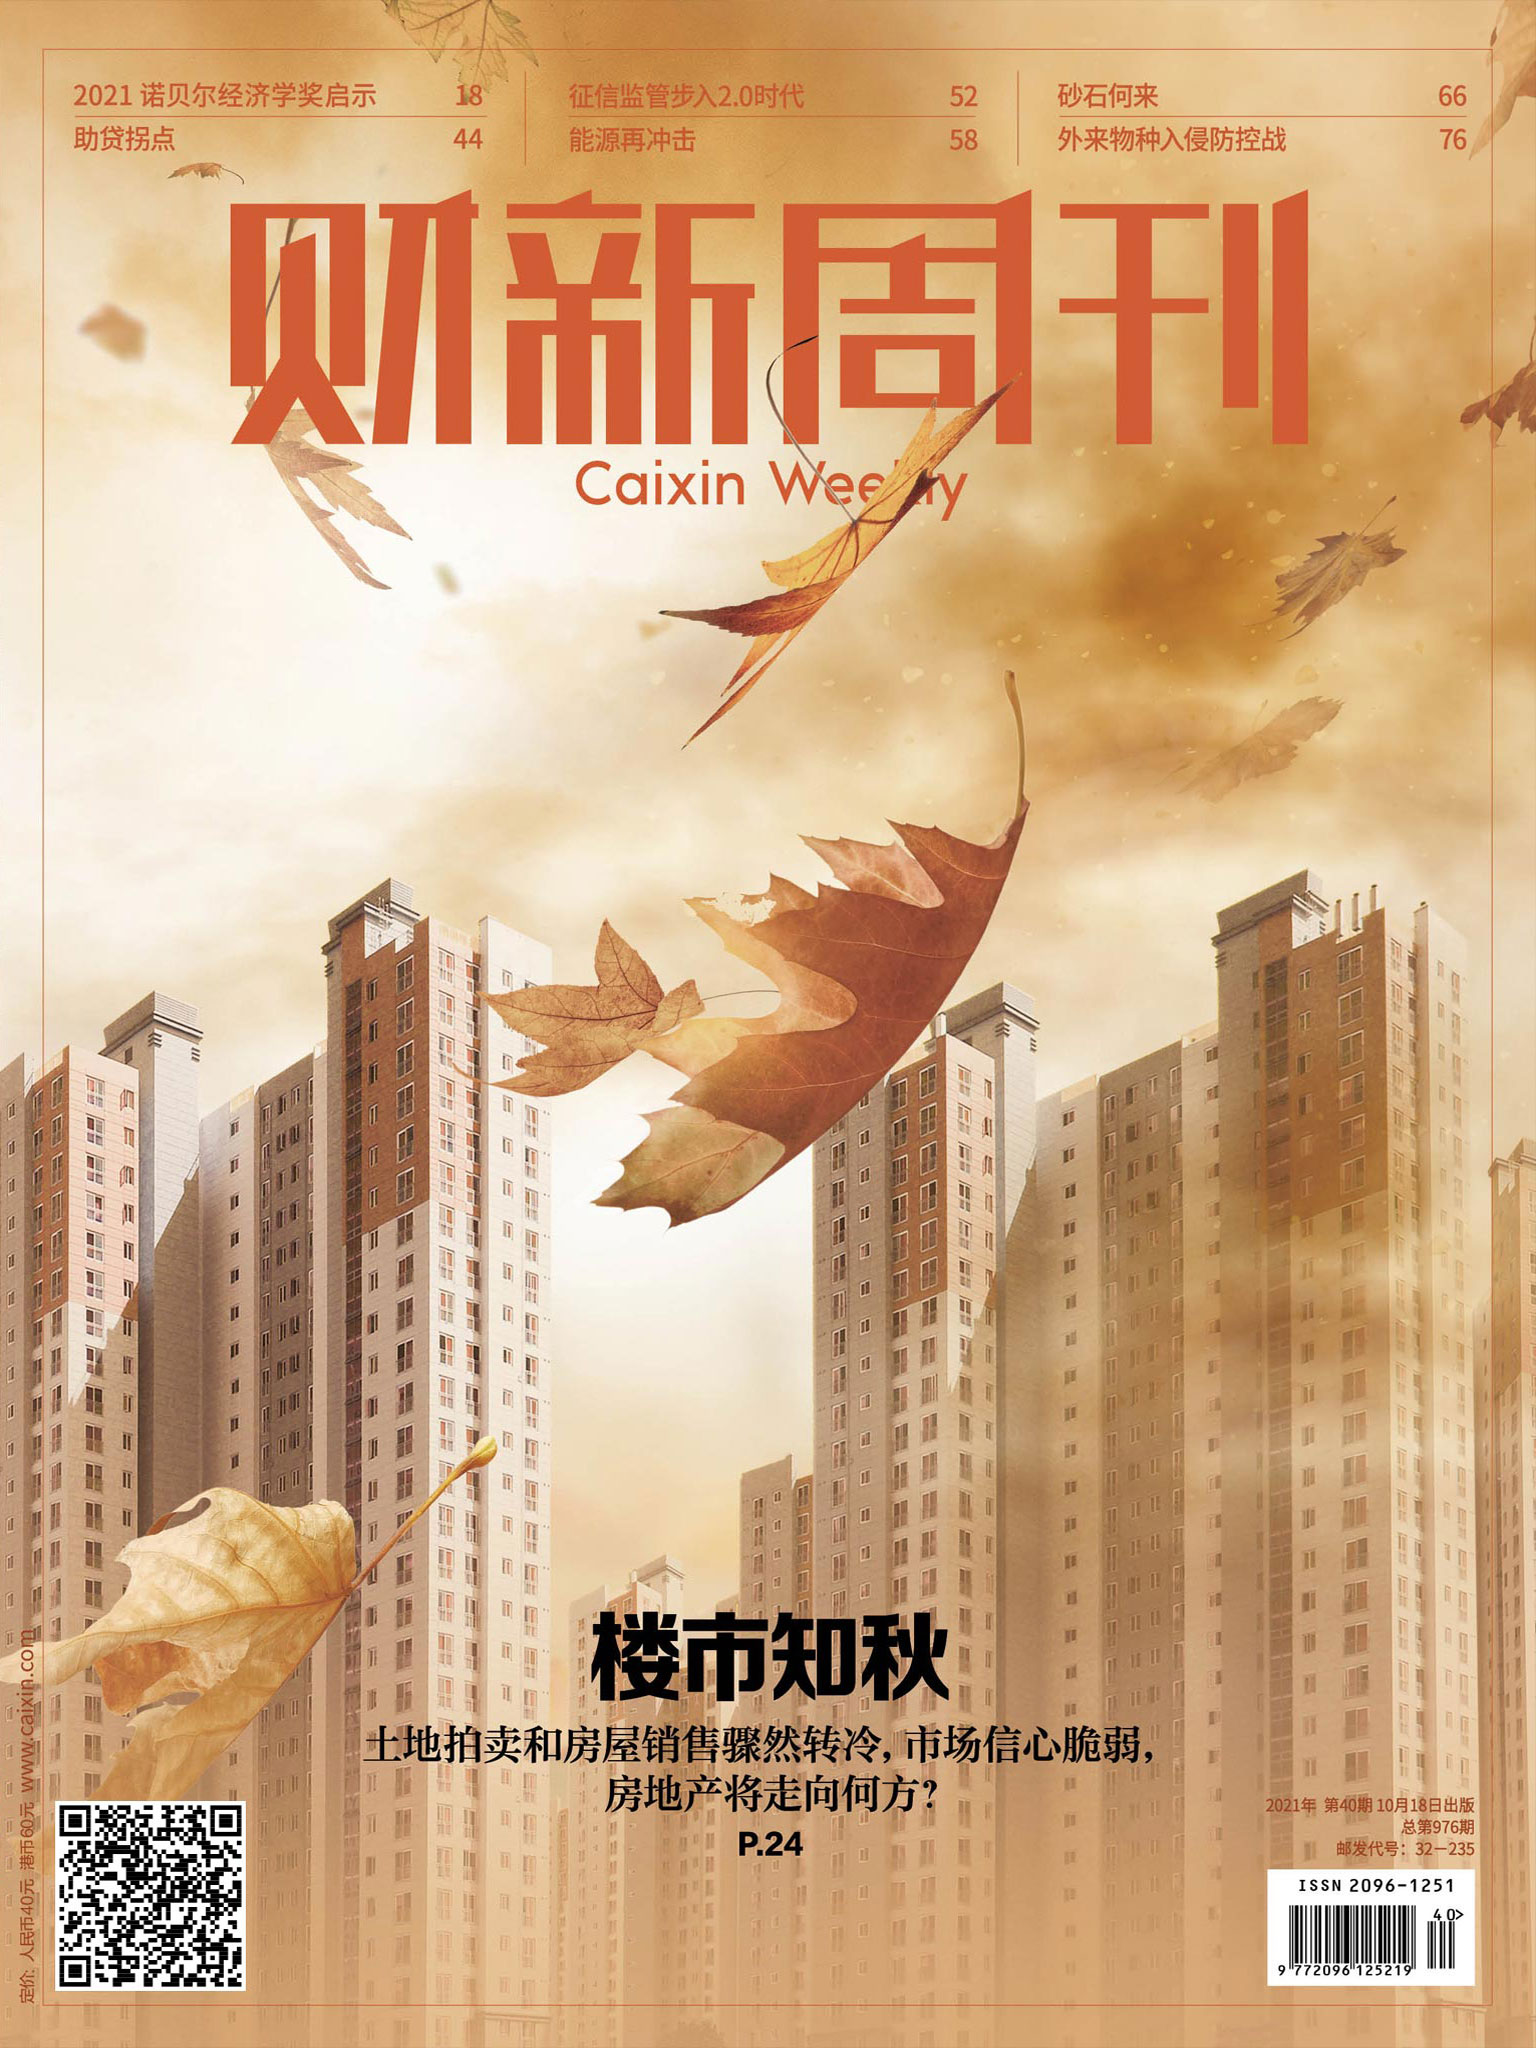 2021 诺贝尔经济学奖启示 18
助贷拐点 44
征信监管步入2.0时代 52
能源再冲击 58
砂石何来 66
外来物种入侵防控战 76
财新周刊
Caixin Weekly
楼市知秋
土地拍卖和房屋销售骤然转冷,市场信心脆弱,
房地产将走向何方?
P.24
定价: 人民币40元 港币60元 www.caixin.com
2021年 第40期 10月18日出版
总第976期
邮发代号: 32-235
ISSN 2096-1251
40>
9 772096 125219